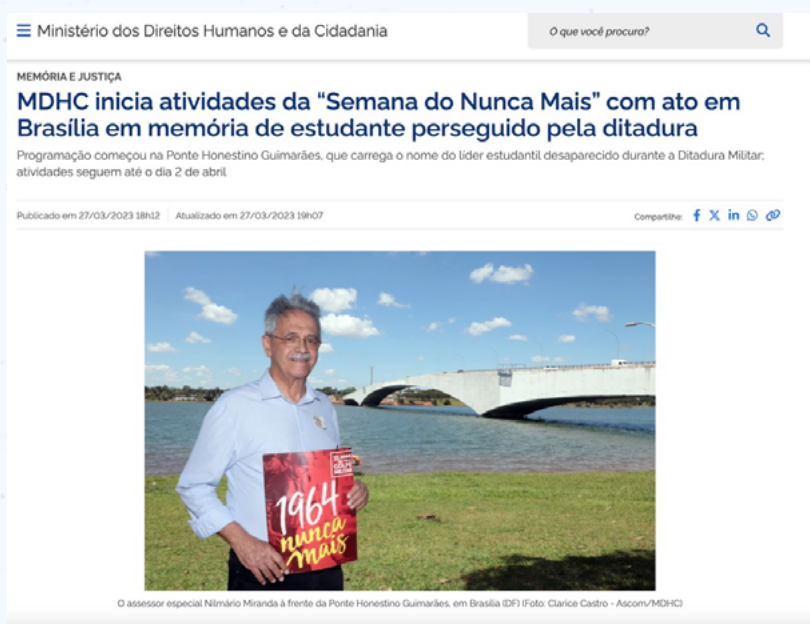 Ministério dos Direitos Humanos e da Cidadania
O que você procura?
MEMÓRIA E JUSTIÇA
MDHC inicia atividades da “Semana do Nunca Mais” com ato em
Brasília em memória de estudante perseguido pela ditadura
Programação começou na Ponte Honestino Guimarães, que carrega o nome do líder estudantil desaparecido durante a Ditadura Militar;
atividades seguem até o dia 2 de abril
Publicado em 27/03/2023 18h12 Atualizado em 27/03/2023 19h07
Compartilhe:
GOLPE
MILITAR
1964
nunca
mais
O assessor especial Nilmário Miranda à frente da Ponte Honestino Guimarães, em Brasília (DF) (Foto: Clarice Castro - Ascom/MDHC)